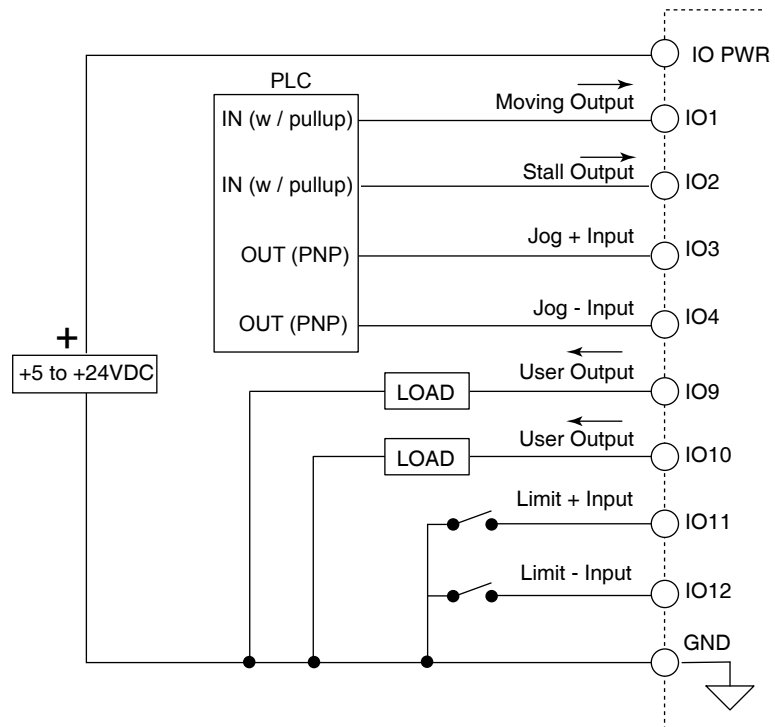 IO PWR
PLC
Moving Output
IN (w / pullup)
IO1
Stall Output
IN (w / pullup)
IO2
Jog + Input
OUT (PNP)
IO3
Jog - Input
OUT (PNP)
IO4
+
+5 to +24VDC
User Output
LOAD
IO9
User Output
LOAD
IO10
Limit + Input
IO11
Limit - Input
IO12
GND